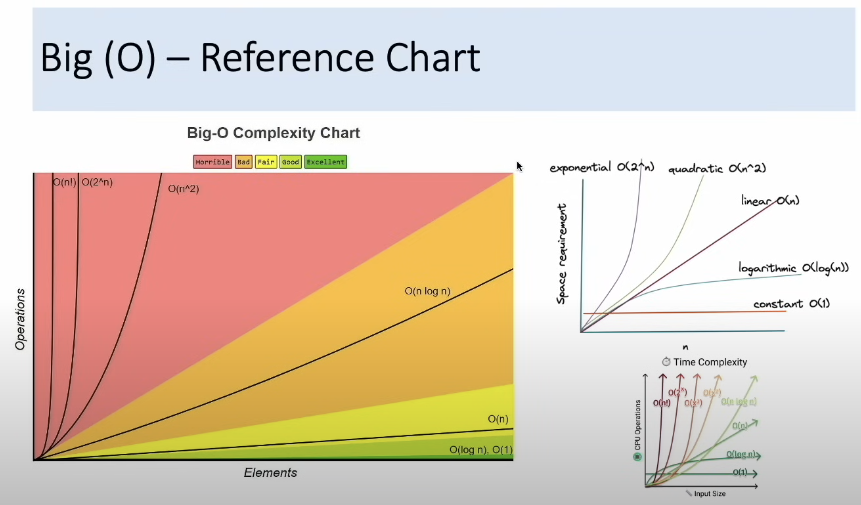 Big (O) – Reference Chart
Big-O Complexity Chart
Horrible Bad Fair Good Excellent
O(n!) O(2^n) O(n^2)
O(n log n)
O(n)
O(log n), O(1)
Operations
Elements
exponential O(2^n) quadratic O(n^2)
linear O(n)
logarithmic O(log(n))
constant O(1)
Space requirement
n
Time Complexity
O(n!)
O(n log n)
O(n)
O(log n)
O(1)
CPU Operations
Input Size